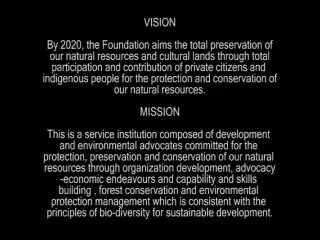 VISION
By 2020, the Foundation aims the total preservation of
our natural resources and cultural lands through total
participation and contribution of private citizens and
indigenous people for the protection and conservation of
our natural resources.
MISSION
This is a service institution composed of development
and environmental advocates committed for the
protection, preservation and conservation of our natural
resources through organization development, advocacy
-economic endeavours and capability and skills
building , forest conservation and environmental
protection management which is consistent with the
principles of bio-diversity for sustainable development.